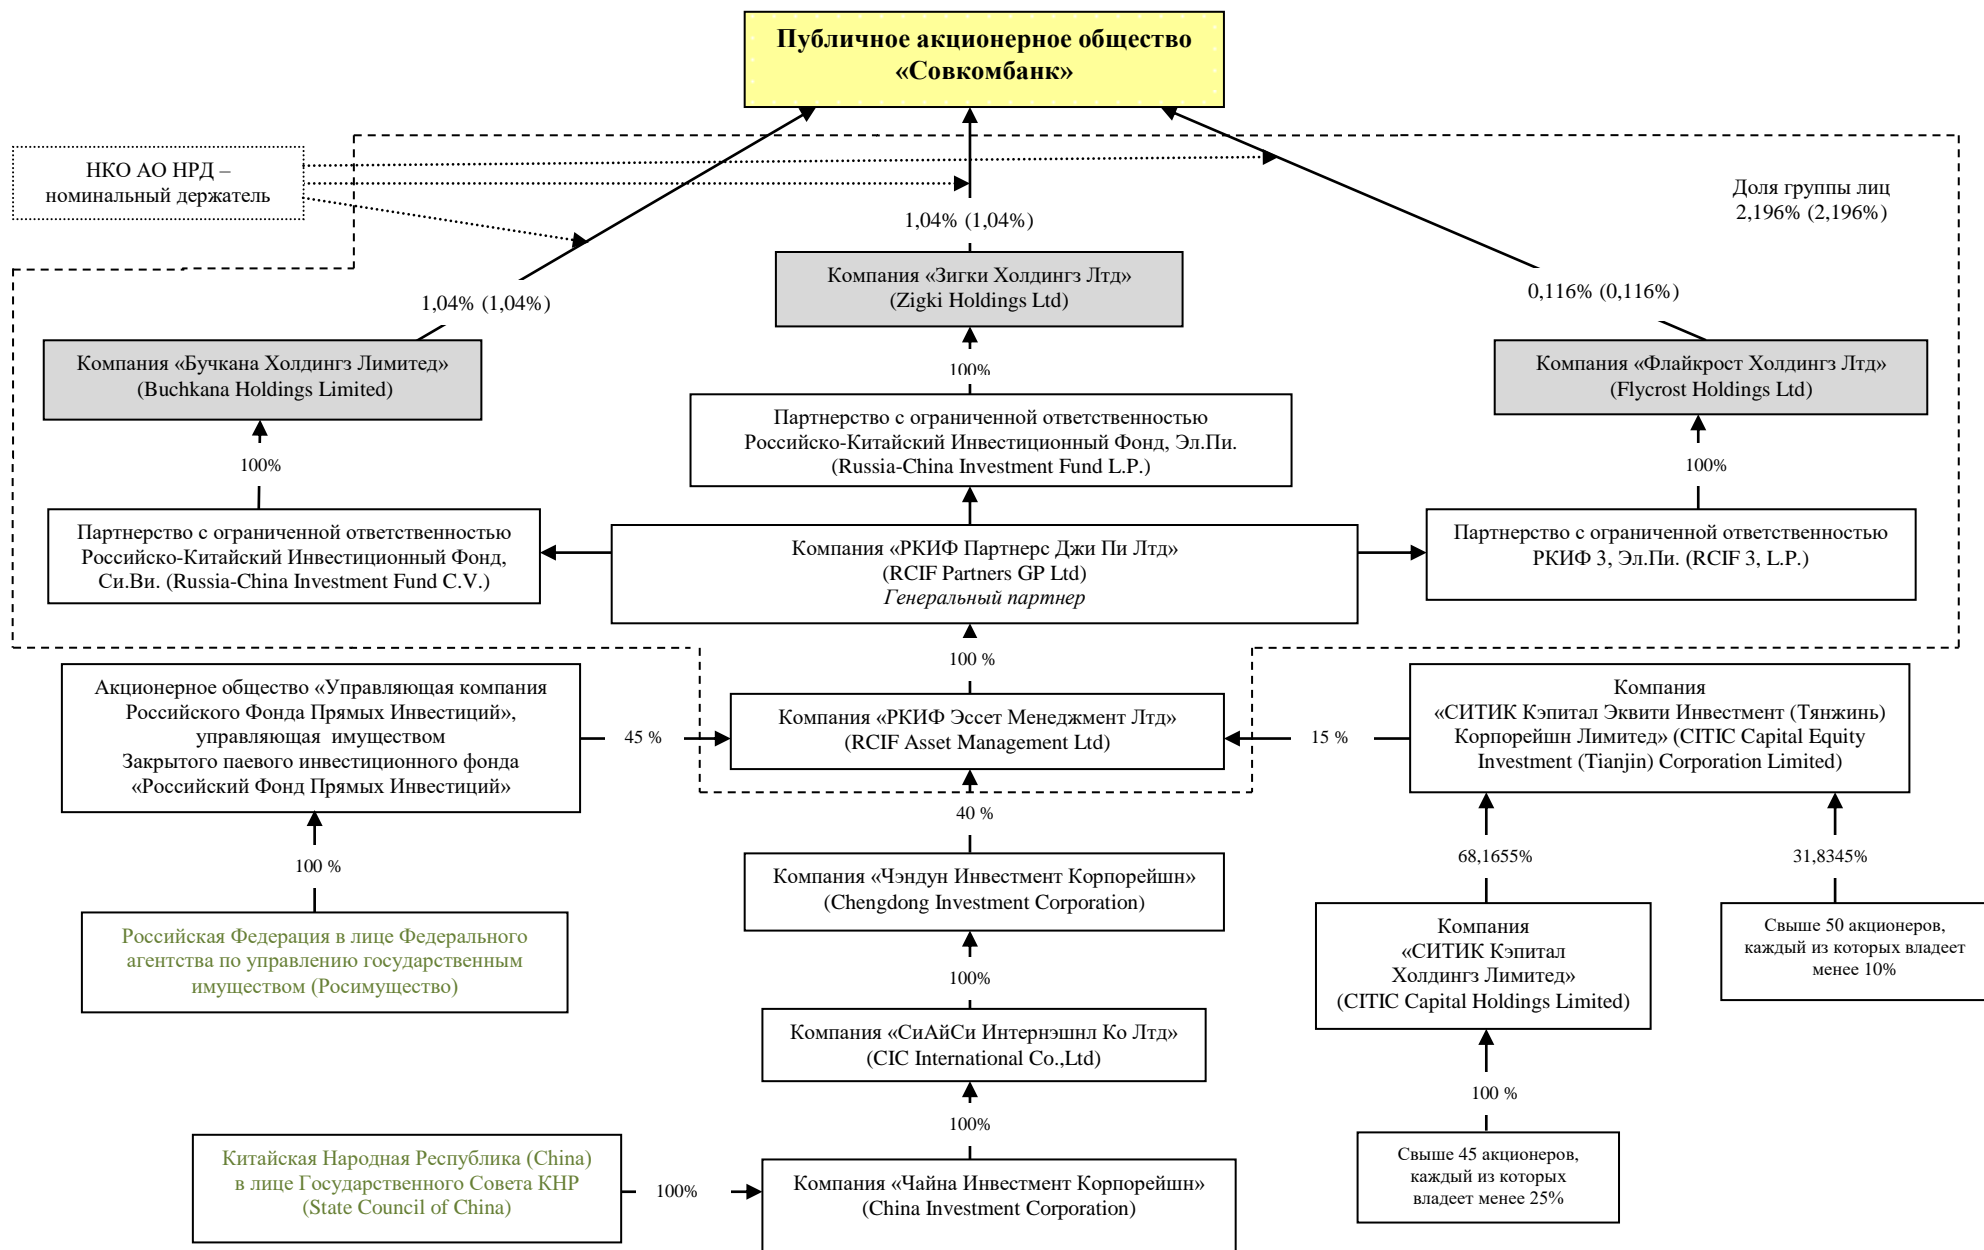 Публичное акционерное общество
«Совкомбанк»
НКО АО НРД –
номинальный держатель
Доля группы лиц
2,196% (2,196%)
1,04% (1,04%)
1,04% (1,04%)
0,116% (0,116%)
Компания «Зигки Холдингз Лтд»
(Zigki Holdings Ltd)
Компания «Бучкана Холдингз Лимитед»
(Buchkana Holdings Limited)
Компания «Флайкрост Холдингз Лтд»
(Flycrost Holdings Ltd)
100%
100%
100%
Партнерство с ограниченной ответственностью
Российско-Китайский Инвестиционный Фонд, Эл.Пи.
(Russia-China Investment Fund L.P.)
Партнерство с ограниченной ответственностью
Российско-Китайский Инвестиционный Фонд,
Си.Ви. (Russia-China Investment Fund C.V.)
Компания «РКИФ Партнерс Джи Пи Лтд»
(RCIF Partners GP Ltd)
Генеральный партнер
Партнерство с ограниченной ответственностью
РКИФ 3, Эл.Пи. (RCIF 3, L.P.)
100 %
Акционерное общество «Управляющая компания
Российского Фонда Прямых Инвестиций»,
управляющая имуществом
Закрытого паевого инвестиционного фонда
«Российский Фонд Прямых Инвестиций»
45 %
Компания «РКИФ Эссет Менеджмент Лтд»
(RCIF Asset Management Ltd)
15 %
Компания
«СИТИК Кэпитал Эквити Инвестмент (Тянжинь)
Корпорейшн Лимитед» (CITIC Capital Equity
Investment (Tianjin) Corporation Limited)
100 %
40 %
68,1655%
31,8345%
Компания «Чэндун Инвестмент Корпорейшн»
(Chengdong Investment Corporation)
Российская Федерация в лице Федерального
агентства по управлению государственным
имуществом (Росимущество)
Компания
«СИТИК Кэпитал
Холдингз Лимитед»
(CITIC Capital Holdings Limited)
Свыше 50 акционеров,
каждый из которых владеет
менее 10%
100%
Компания «СиАйСи Интернэшнл Ко Лтд»
(CIC International Co.,Ltd)
100%
100 %
Китайская Народная Республика (China)
в лице Государственного Совета КНР
(State Council of China)
100%
Компания «Чайна Инвестмент Корпорейшн»
(China Investment Corporation)
Свыше 45 акционеров,
каждый из которых
владеет менее 25%